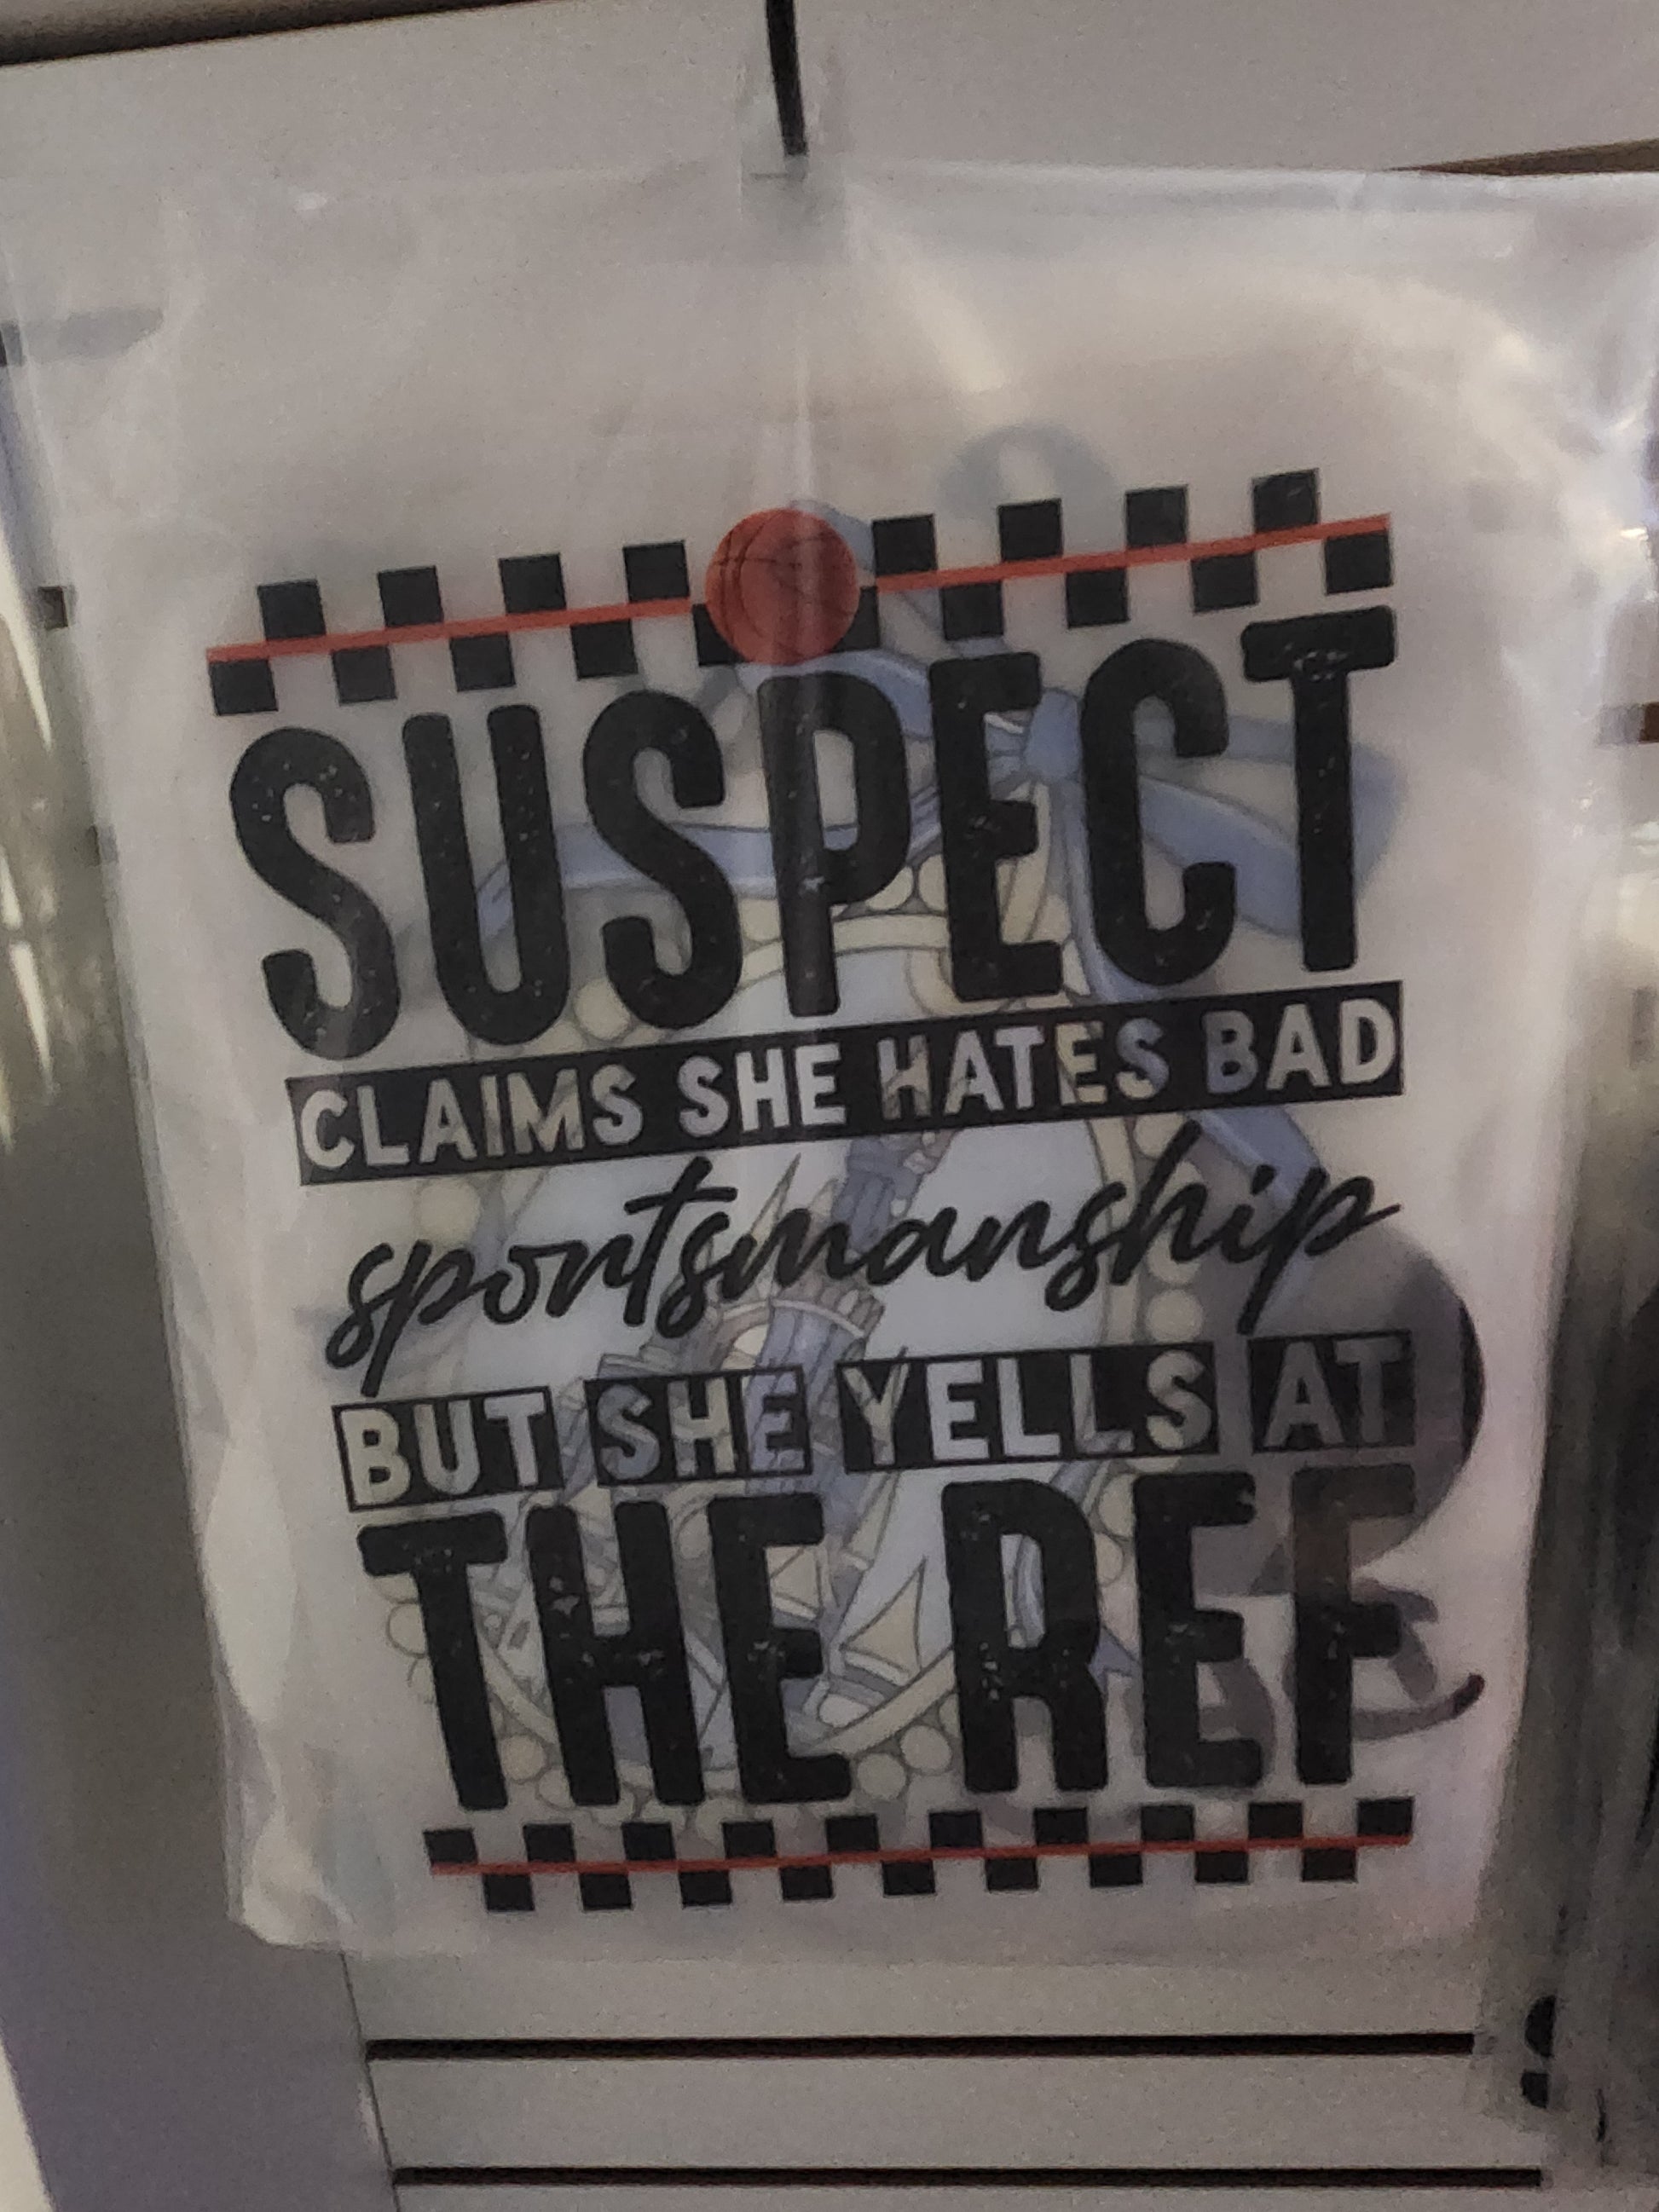 SUSPECT
CLAIMS SHE HATES BAD
sportsmanship
BUT SHE YELLS AT
THE REF